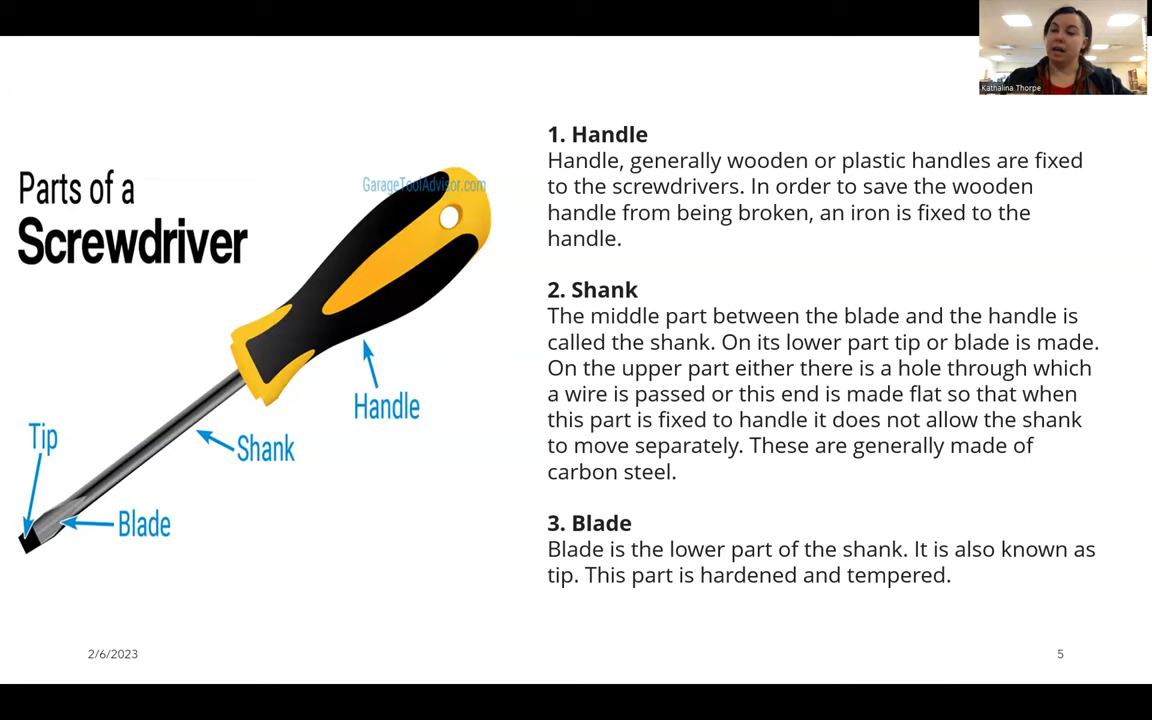 Kathalina Thorpe
Parts of a
Screwdriver
GarageToolAdvisor.com
Handle
Shank
Tip
Blade
1. Handle
Handle, generally wooden or plastic handles are fixed
to the screwdrivers. In order to save the wooden
handle from being broken, an iron is fixed to the
handle.
2. Shank
The middle part between the blade and the handle is
called the shank. On its lower part tip or blade is made.
On the upper part either there is a hole through which
a wire is passed or this end is made flat so that when
this part is fixed to handle it does not allow the shank
to move separately. These are generally made of
carbon steel.
3. Blade
Blade is the lower part of the shank. It is also known as
tip. This part is hardened and tempered.
2/6/2023
5